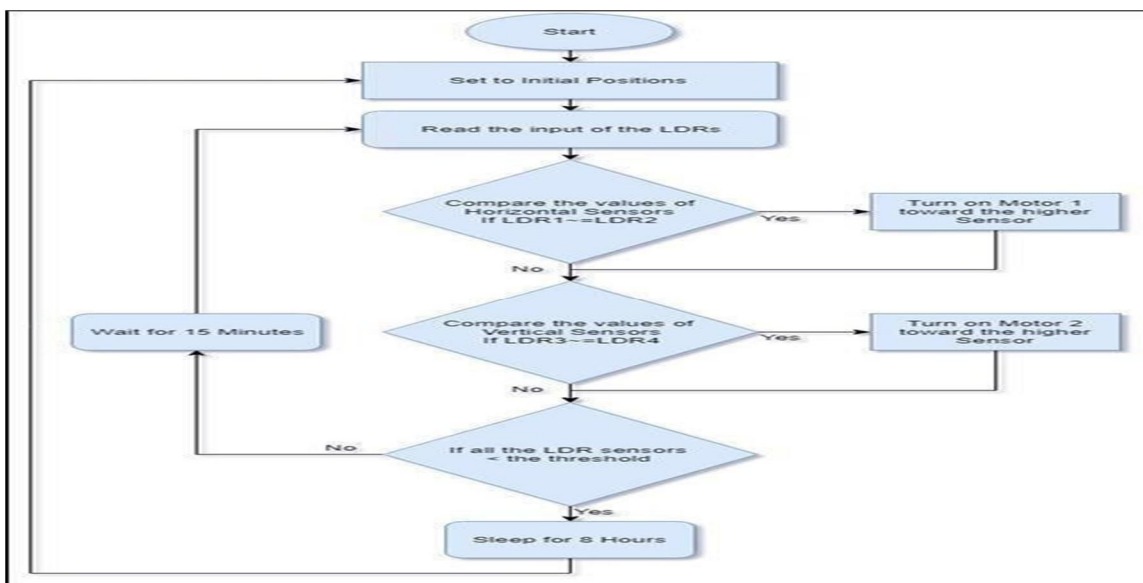 Start
Set to Initial Positions
Read the input of the LDRs
Compare the values of
Horizontal Sensors
If LDR1~=LDR2
Yes
Turn on Motor 1
toward the higher
Sensor
No
Wait for 15 Minutes
Compare the values of
Vertical Sensors
If LDR3~=LDR4
Yes
Turn on Motor 2
toward the higher
Sensor
No
If all the LDR sensors
< the threshold
No
Yes
Sleep for 8 Hours